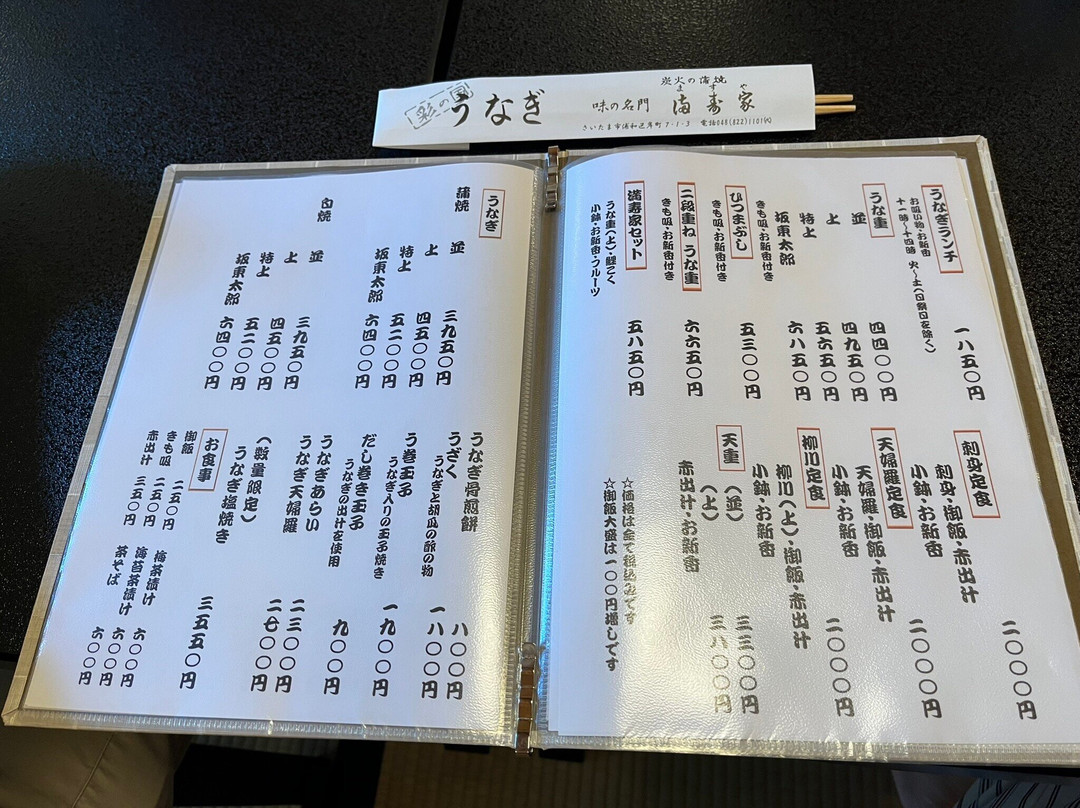 彩の国
うなぎ
炭火の蒲焼
味の名門
ますや
満寿家
さいたま市浦和区岸町7-1-3 電話048(822)1101㈹
うなぎランチ 一八五〇円
お吸い物・お新香
十一時〜十四時 火〜土(日祭日を除く)
うな重
並 四四〇〇円
上 四九五〇円
特上 五六五〇円
坂東太郎 六八五〇円
きも吸・お新香付き
ひつまぶし 五三〇〇円
きも吸・お新香付き
二段重ね うな重 六六五〇円
きも吸・お新香付き
満寿家セット 五八五〇円
うな重(上)・鯉こく
小鉢・お新香・フルーツ
刺身定食 二〇〇〇円
刺身・御飯・赤出汁
小鉢・お新香
天婦羅定食 二〇〇〇円
天婦羅・御飯・赤出汁
小鉢・お新香
柳川定食 二〇〇〇円
柳川(上)・御飯・赤出汁
小鉢・お新香
天重
(並) 三三〇〇円
(上) 三八〇〇円
赤出汁・お新香
☆価格は全て税込みです
☆御飯大盛は一〇〇円増しです
うなぎ
蒲焼
並 三九五〇円
上 四五〇〇円
特上 五二〇〇円
坂東太郎 六四〇〇円
白焼
並 三九五〇円
上 四五〇〇円
特上 五二〇〇円
坂東太郎 六四〇〇円
うなぎ骨煎餅 八〇〇円
うざく 一八〇〇円
うなぎと胡瓜の酢の物
う巻玉子 一九〇〇円
うなぎ入りの玉子焼き
だし巻き玉子 九〇〇円
うなぎの出汁を使用
うなぎあらい 二三〇〇円
うなぎ天婦羅 二七〇〇円
(数量限定)
うなぎ塩焼き 三五五〇円
お食事
御飯 二五〇円
きも吸 二五〇円
赤出汁 三五〇円
梅茶漬け 六〇〇円
海苔茶漬け 六〇〇円
茶そば 六〇〇円